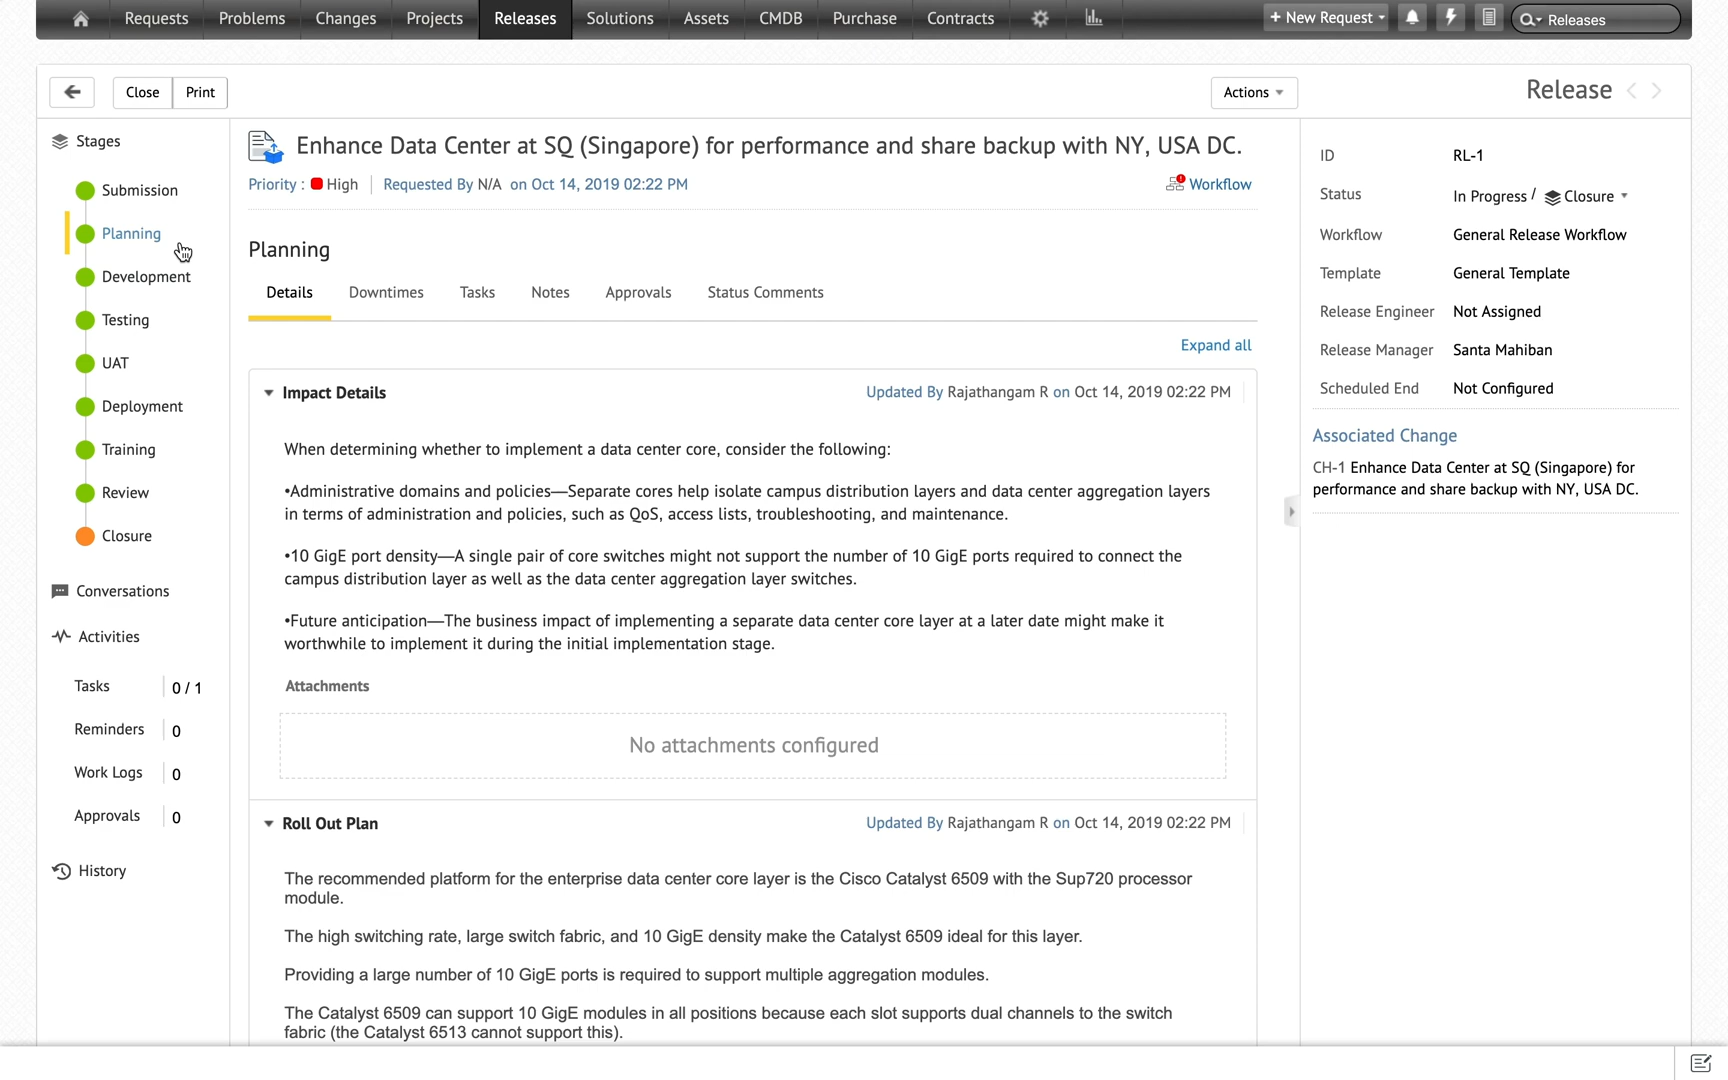 Requests Problems Changes Projects Releases Solutions Assets CMDB Purchase Contracts + New Request Releases
Close Print Actions Release
Stages
Submission
Planning
Development
Testing
UAT
Deployment
Training
Review
Closure
Conversations
Activities
Tasks 0 / 1
Reminders 0
Work Logs 0
Approvals 0
History
Enhance Data Center at SQ (Singapore) for performance and share backup with NY, USA DC.
Priority : High Requested By N/A on Oct 14, 2019 02:22 PM Workflow
Planning
Details Downtimes Tasks Notes Approvals Status Comments
Expand all
Impact Details Updated By Rajathangam R on Oct 14, 2019 02:22 PM
When determining whether to implement a data center core, consider the following:
•Administrative domains and policies—Separate cores help isolate campus distribution layers and data center aggregation layers
in terms of administration and policies, such as QoS, access lists, troubleshooting, and maintenance.
•10 GigE port density—A single pair of core switches might not support the number of 10 GigE ports required to connect the
campus distribution layer as well as the data center aggregation layer switches.
•Future anticipation—The business impact of implementing a separate data center core layer at a later date might make it
worthwhile to implement it during the initial implementation stage.
Attachments
No attachments configured
Roll Out Plan Updated By Rajathangam R on Oct 14, 2019 02:22 PM
The recommended platform for the enterprise data center core layer is the Cisco Catalyst 6509 with the Sup720 processor
module.
The high switching rate, large switch fabric, and 10 GigE density make the Catalyst 6509 ideal for this layer.
Providing a large number of 10 GigE ports is required to support multiple aggregation modules.
The Catalyst 6509 can support 10 GigE modules in all positions because each slot supports dual channels to the switch
fabric (the Catalyst 6513 cannot support this).
ID RL-1
Status In Progress / Closure
Workflow General Release Workflow
Template General Template
Release Engineer Not Assigned
Release Manager Santa Mahiban
Scheduled End Not Configured
Associated Change
CH-1 Enhance Data Center at SQ (Singapore) for
performance and share backup with NY, USA DC.